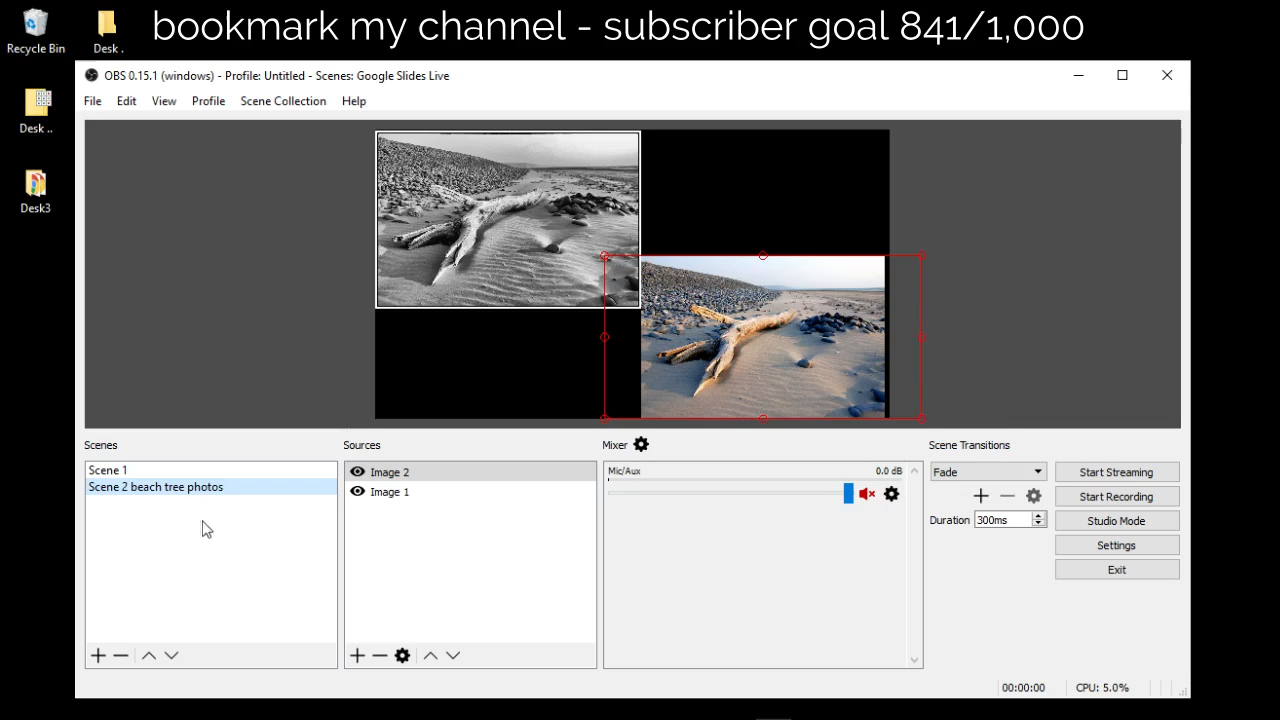 bookmark my channel - subscriber goal 841/1,000
Recycle Bin
Desk .
Desk ..
Desk3
OBS 0.15.1 (windows) - Profile: Untitled - Scenes: Google Slides Live
File Edit View Profile Scene Collection Help
Scenes
Scene 1
Scene 2 beach tree photos
Sources
Image 2
Image 1
Mixer
Mic/Aux 0.0 dB
Scene Transitions
Fade
Duration 300ms
Start Streaming
Start Recording
Studio Mode
Settings
Exit
00:00:00 CPU: 5.0%